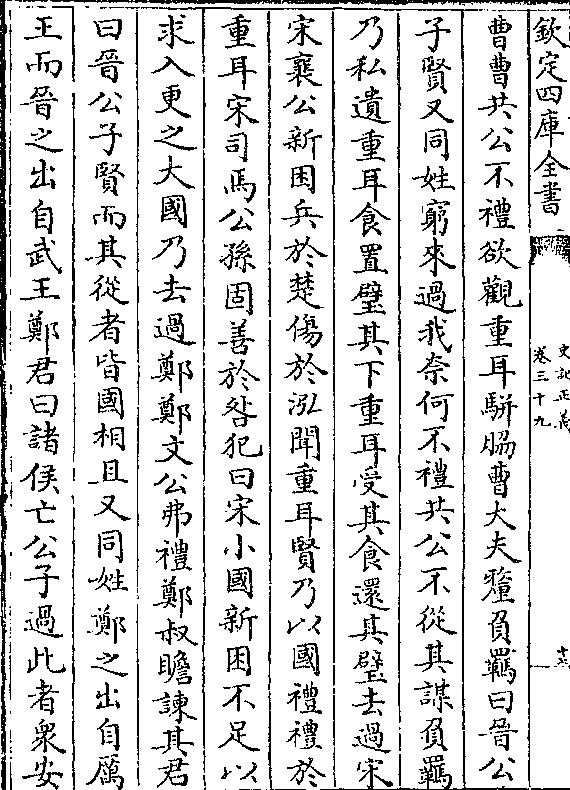 欽定四庫全書
史記正義
卷三十九
曹曹共公不禮欲觀重耳駢脇曹大夫釐負羈曰晉公
子賢又同姓窮來過我奈何不禮共公不從其謀負羈
乃私遺重耳食置璧其下重耳受其食還其璧去過宋
宋襄公新困兵於楚傷於泓聞重耳賢乃以國禮禮於
重耳宋司馬公孫固善於咎犯曰宋小國新困不足以
求入更之大國乃去過鄭鄭文公弗禮鄭叔瞻諫其君
曰晉公子賢而其從者皆國相且又同姓鄭之出自厲
王而晉之出自武王鄭君曰諸侯亡公子過此者衆安